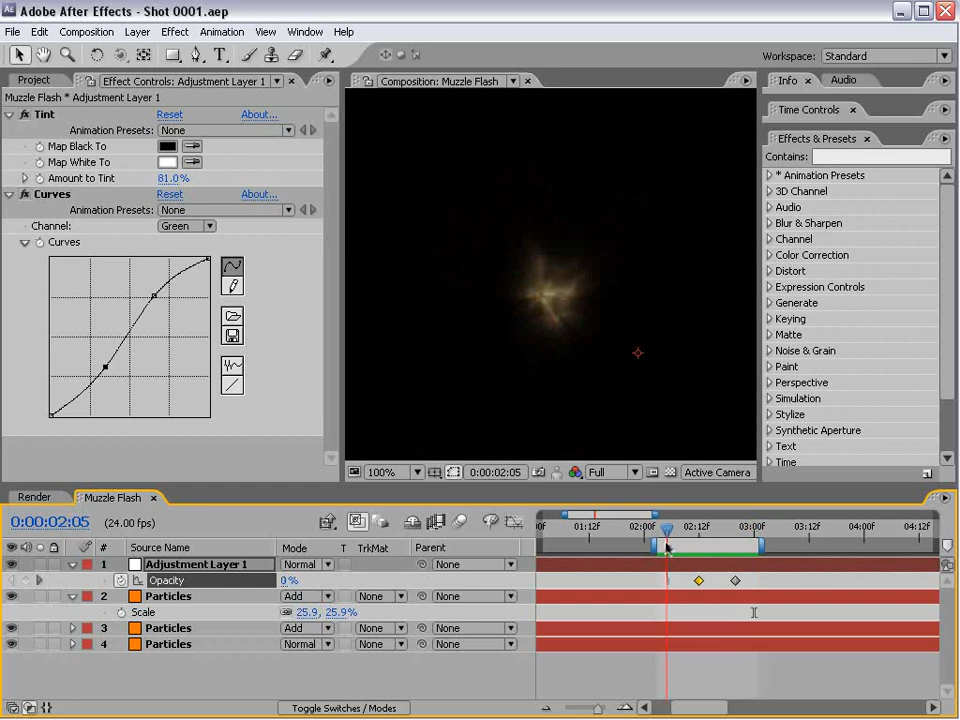 Adobe After Effects - Shot 0001.aep
File Edit Composition Layer Effect Animation View Window Help
Workspace: Standard
Project Effect Controls: Adjustment Layer 1
Muzzle Flash * Adjustment Layer 1
Tint Reset About...
Animation Presets: None
Map Black To
Map White To
Amount to Tint 81.0%
Curves Reset About...
Animation Presets: None
Channel: Green
Curves
Composition: Muzzle Flash
100% 0:00:02:05 Full Active Camera
Info Audio
Time Controls
Effects & Presets
Contains:
* Animation Presets
3D Channel
Audio
Blur & Sharpen
Channel
Color Correction
Distort
Expression Controls
Generate
Keying
Matte
Noise & Grain
Paint
Perspective
Simulation
Stylize
Synthetic Aperture
Text
Time
Render Muzzle Flash
0:00:02:05 (24.00 fps)
00f 01:12f 02:00f 02:12f 03:00f 03:12f 04:00f 04:12f
# Source Name Mode T TrkMat Parent
1 Adjustment Layer 1 Normal None
Opacity 0%
2 Particles Add None None
Scale 25.9, 25.9%
3 Particles Add None None
4 Particles Normal None None
Toggle Switches / Modes